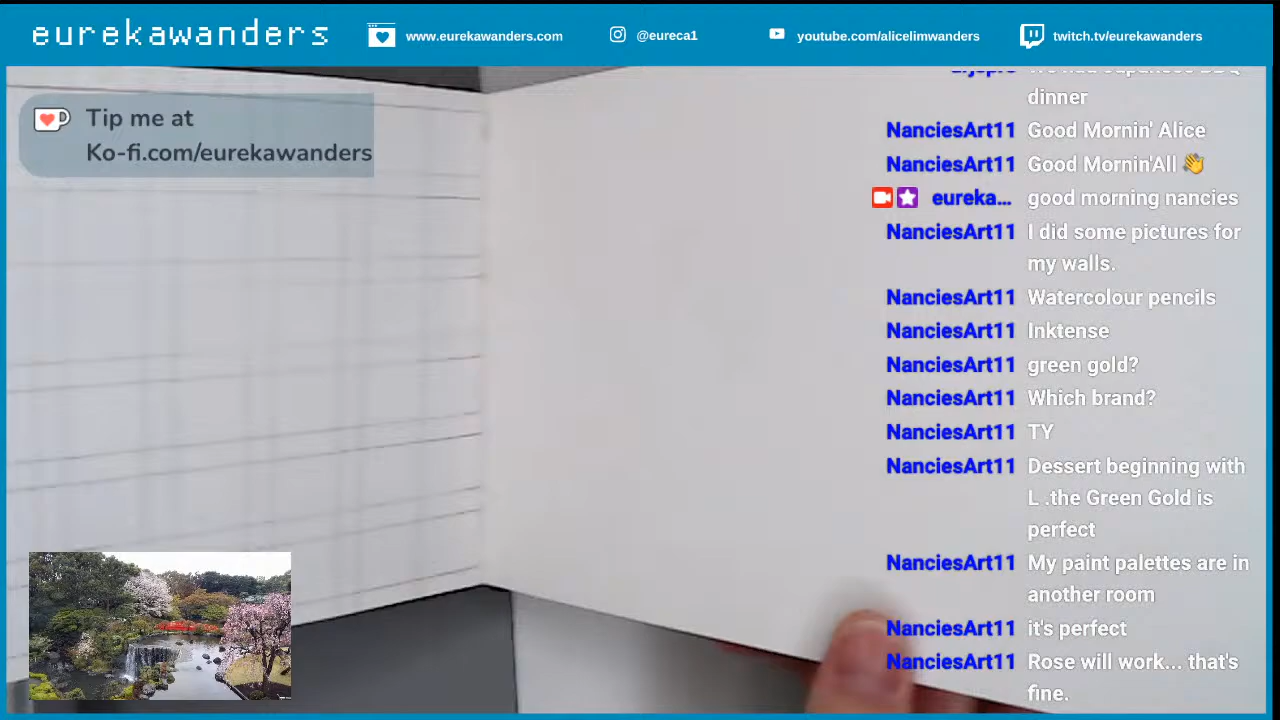 eurekawanders
www.eurekawanders.com
@eureca1
youtube.com/alicelimwanders
twitch.tv/eurekawanders
Tip me at
Ko-fi.com/eurekawanders
dinner
NanciesArt11 Good Mornin' Alice
NanciesArt11 Good Mornin'All 👋
eureka... good morning nancies
NanciesArt11 I did some pictures for
my walls.
NanciesArt11 Watercolour pencils
NanciesArt11 Inktense
NanciesArt11 green gold?
NanciesArt11 Which brand?
NanciesArt11 TY
NanciesArt11 Dessert beginning with
L .the Green Gold is
perfect
NanciesArt11 My paint palettes are in
another room
NanciesArt11 it's perfect
NanciesArt11 Rose will work... that's
fine.